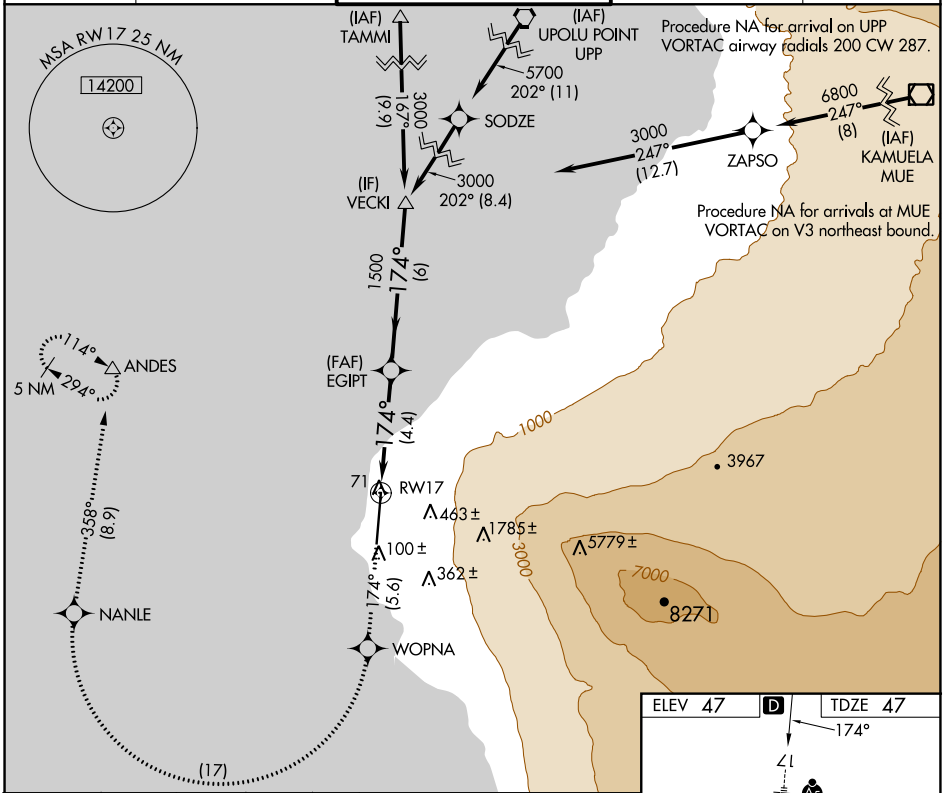 MSA RW17 25 NM
14200
(IAF)
TAMMI
(IAF)
UPOLU POINT
UPP
Procedure NA for arrival on UPP
VORTAC airway radials 200 CW 287.
5700
202° (11)
3000
167°
(9.9)
SODZE
3000
202° (8.4)
(IF)
VECKI
6800
247°
(8)
(IAF)
KAMUELA
MUE
ZAPSO
3000
247°
(12.7)
Procedure NA for arrivals at MUE
VORTAC on V3 northeast bound.
1500
174°
(6)
114°
294°
5 NM
ANDES
(FAF)
EGIPT
174°
(4.4)
1000
3967
71
RW17
463±
1785±
3000
5779±
358°
(8.9)
100±
362±
7000
8271
174°
(5.6)
NANLE
WOPNA
(17)
ELEV 47
D
TDZE 47
174°
17